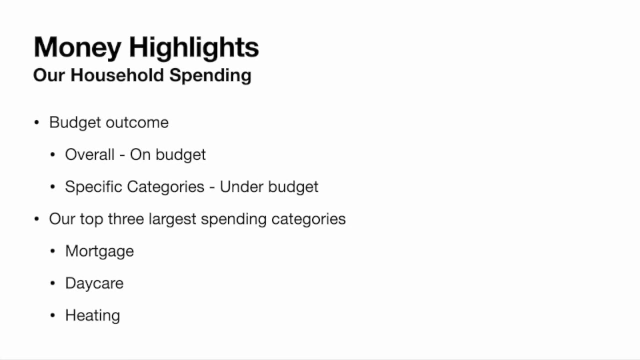 Money Highlights
Our Household Spending
• Budget outcome
• Overall - On budget
• Specific Categories - Under budget
• Our top three largest spending categories
• Mortgage
• Daycare
• Heating